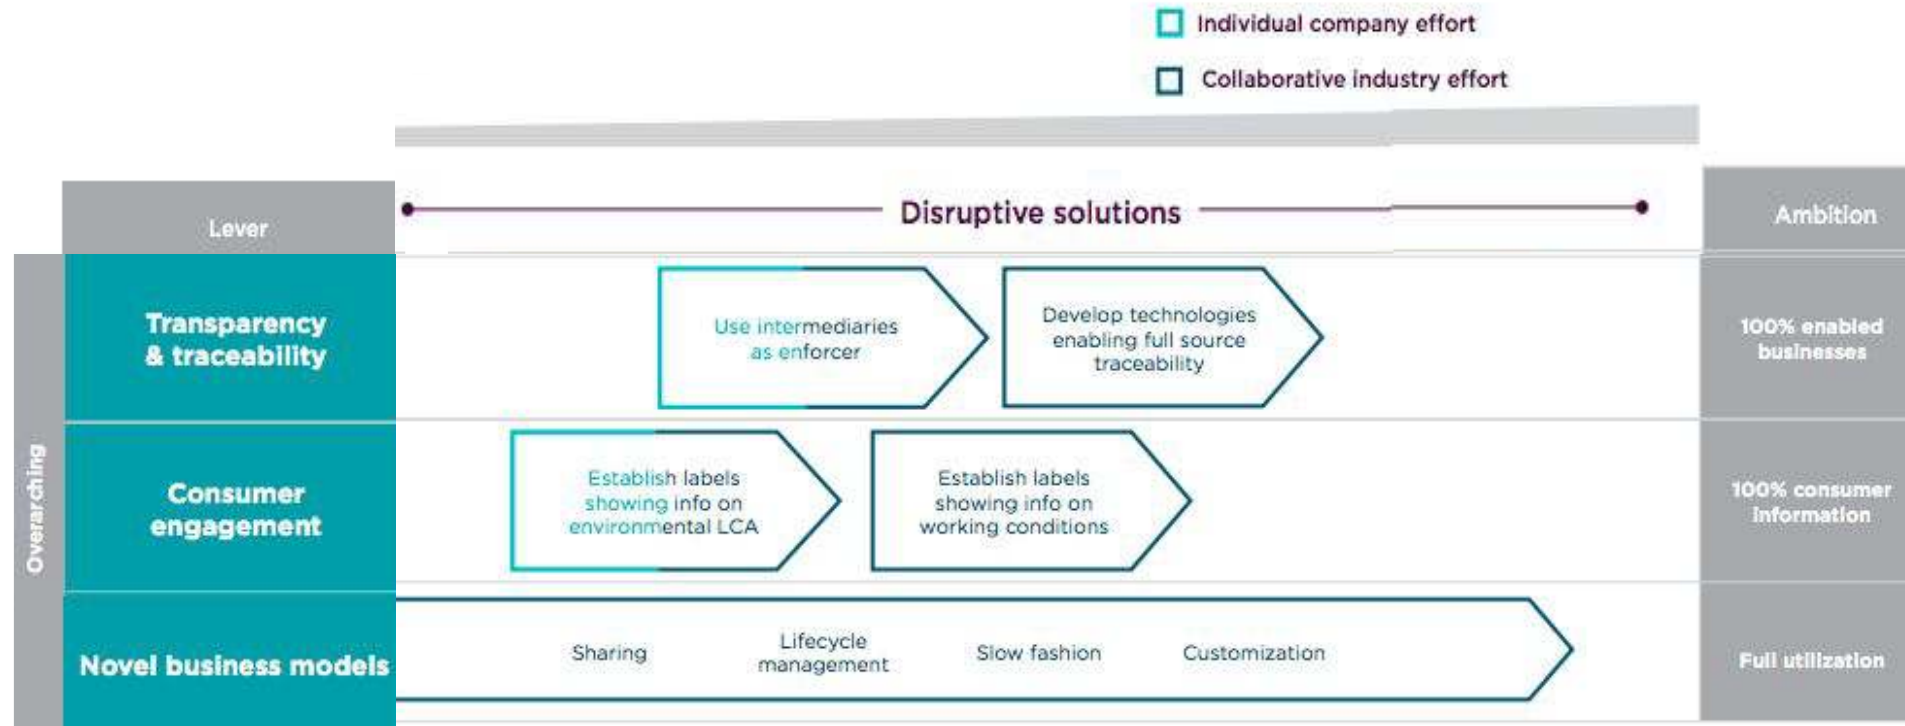 Individual company effort
Collaborative industry effort
Lever
Disruptive solutions
Ambition
Overarching
Transparency
& traceability
Use intermediaries
as enforcer
Develop technologies
enabling full source
traceability
100% enabled
businesses
Consumer
engagement
Establish labels
showing info on
environmental LCA
Establish labels
showing info on
working conditions
100% consumer
information
Novel business models
Sharing
Lifecycle
management
Slow fashion
Customization
Full utilization